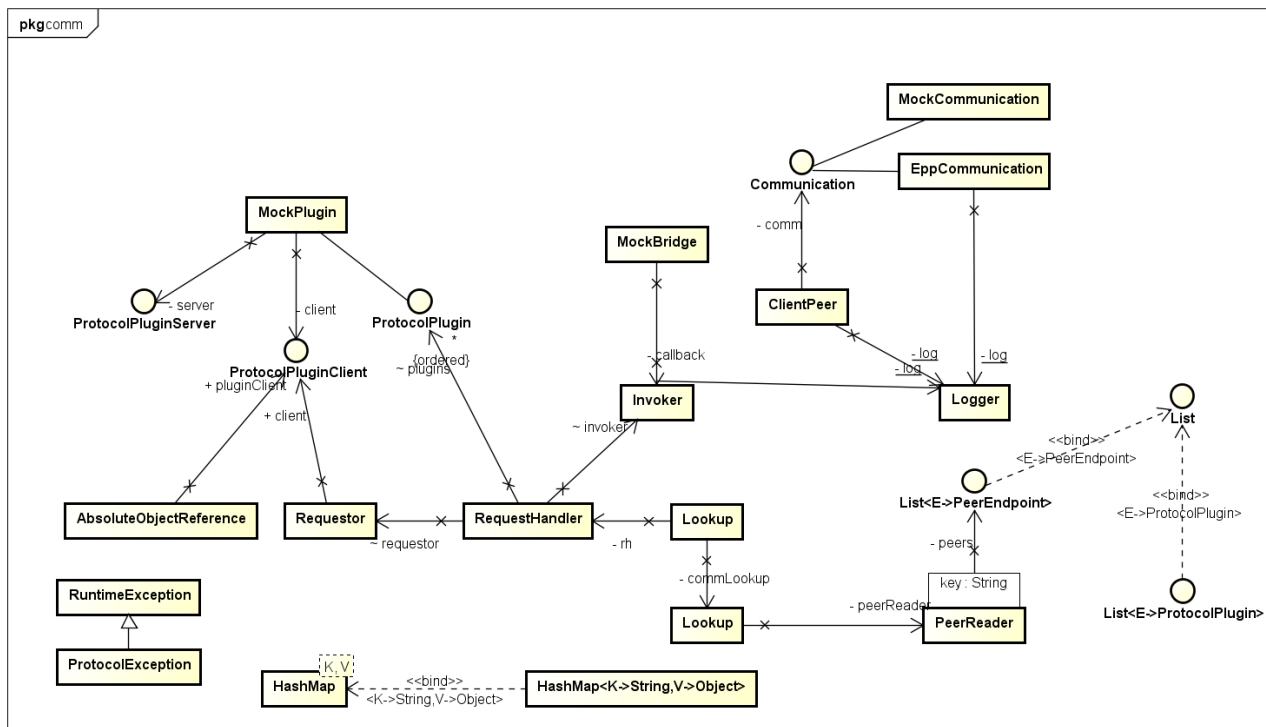 pkg comm
MockCommunication
EppCommunication
Communication
MockPlugin
- comm
MockBridge
ClientPeer
- server
- client
ProtocolPluginServer
ProtocolPlugin
*
{ordered}
~ plugins
- callback
- log
- log
- log
ProtocolPluginClient
+ pluginClient
+ client
Invoker
Logger
~ invoker
List
<<bind>>
<E->PeerEndpoint>
List<E->PeerEndpoint>
<<bind>>
<E->ProtocolPlugin>
AbsoluteObjectReference
Requestor
RequestHandler
Lookup
~ requestor
- rh
- peers
- commLookup
key : String
RuntimeException
- peerReader
Lookup
PeerReader
List<E->ProtocolPlugin>
ProtocolException
K, V
HashMap
<<bind>>
<K->String,V->Object>
HashMap<K->String,V->Object>